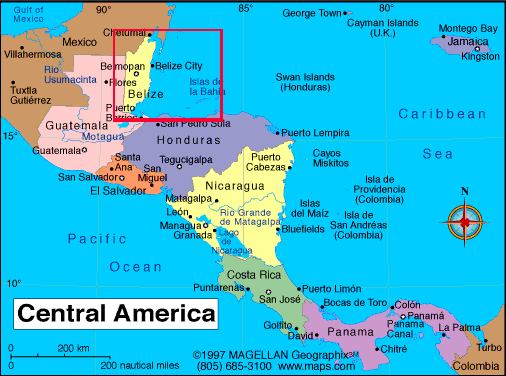 90°
85°
80°
Gulf of
Mexico
Mexico
Chetumal
George Town
Cayman Islands
(U.K.)
Montego Bay
Jamaica
Kingston
Villahermosa
Rio
Usumacinta
Bemopan
Belize City
Flores
Belize
Islas de
la Bahía
Swan Islands
(Honduras)
Tuxtla
Gutiérrez
Puerto
Barrios
Caribbean
Sea
15°
Guatemala
Motagua
San Pedro Sula
Puerto Lempira
Honduras
Guatemala
Tegucigalpa
Puerto
Cabezas
Cayos
Miskitos
Santa
Ana
San
Miguel
San Salvador
El Salvador
Nicaragua
Isla de
Providencia
(Colombia)
Matagalpa
León
Rio Grande
de Matagalpa
Islas
del Maíz
Isla de
San Andréas
(Colombia)
N
Managua
Granada
Lago
de
Nicaragua
Bluefields
Pacific
Ocean
10°
Costa Rica
Puntarenas
San José
Puerto Limón
Bocas de Toro
Colón
Panamá
Panama
Canal
La Palma
Central America
Golfito
David
Panama
Chitré
Turbo
Colombia
0
200 km
0
200 nautical miles
©1997 MAGELLAN Geographix℠
(805) 685-3100 www.maps.com